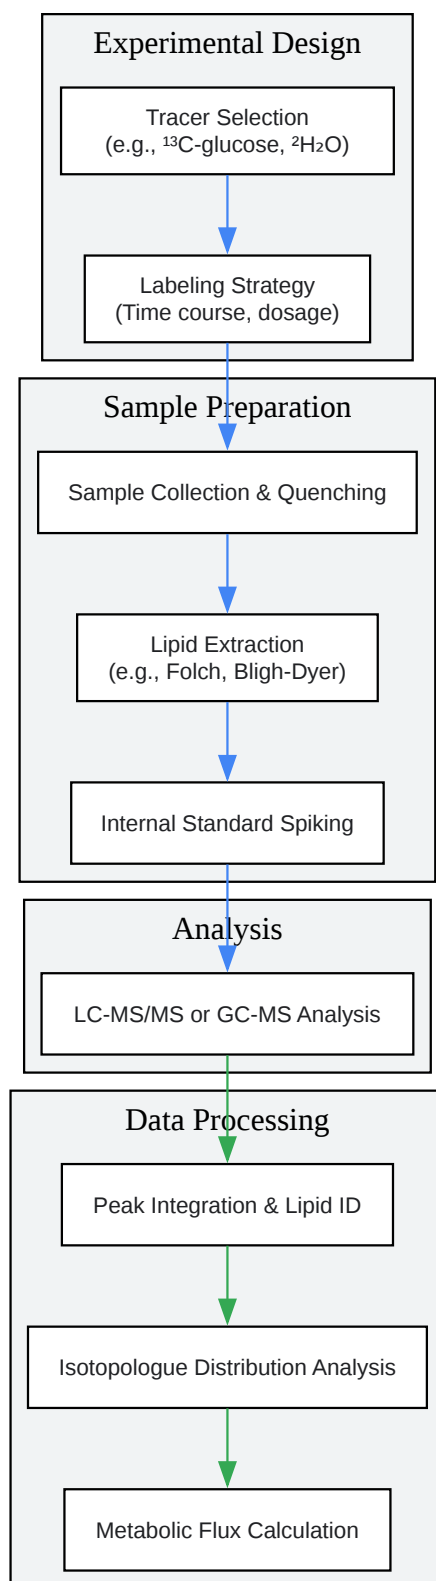 Experimental Design
Tracer Selection
(e.g., ¹³C-glucose, ²H₂O)
Labeling Strategy
(Time course, dosage)
Sample Preparation
Sample Collection & Quenching
Lipid Extraction
(e.g., Folch, Bligh-Dyer)
Internal Standard Spiking
Analysis
LC-MS/MS or GC-MS Analysis
Data Processing
Peak Integration & Lipid ID
Isotopologue Distribution Analysis
Metabolic Flux Calculation